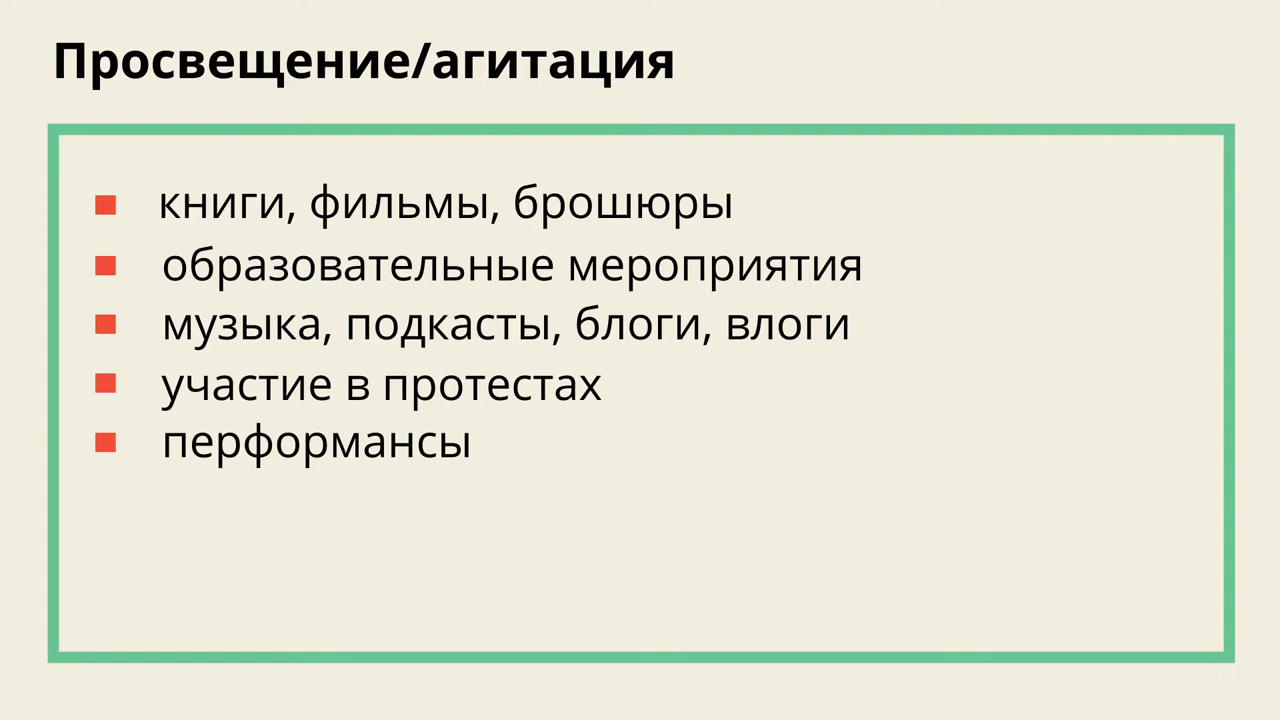 Просвещение/агитация
книги, фильмы, брошюры
образовательные мероприятия
музыка, подкасты, блоги, влоги
участие в протестах
перформансы